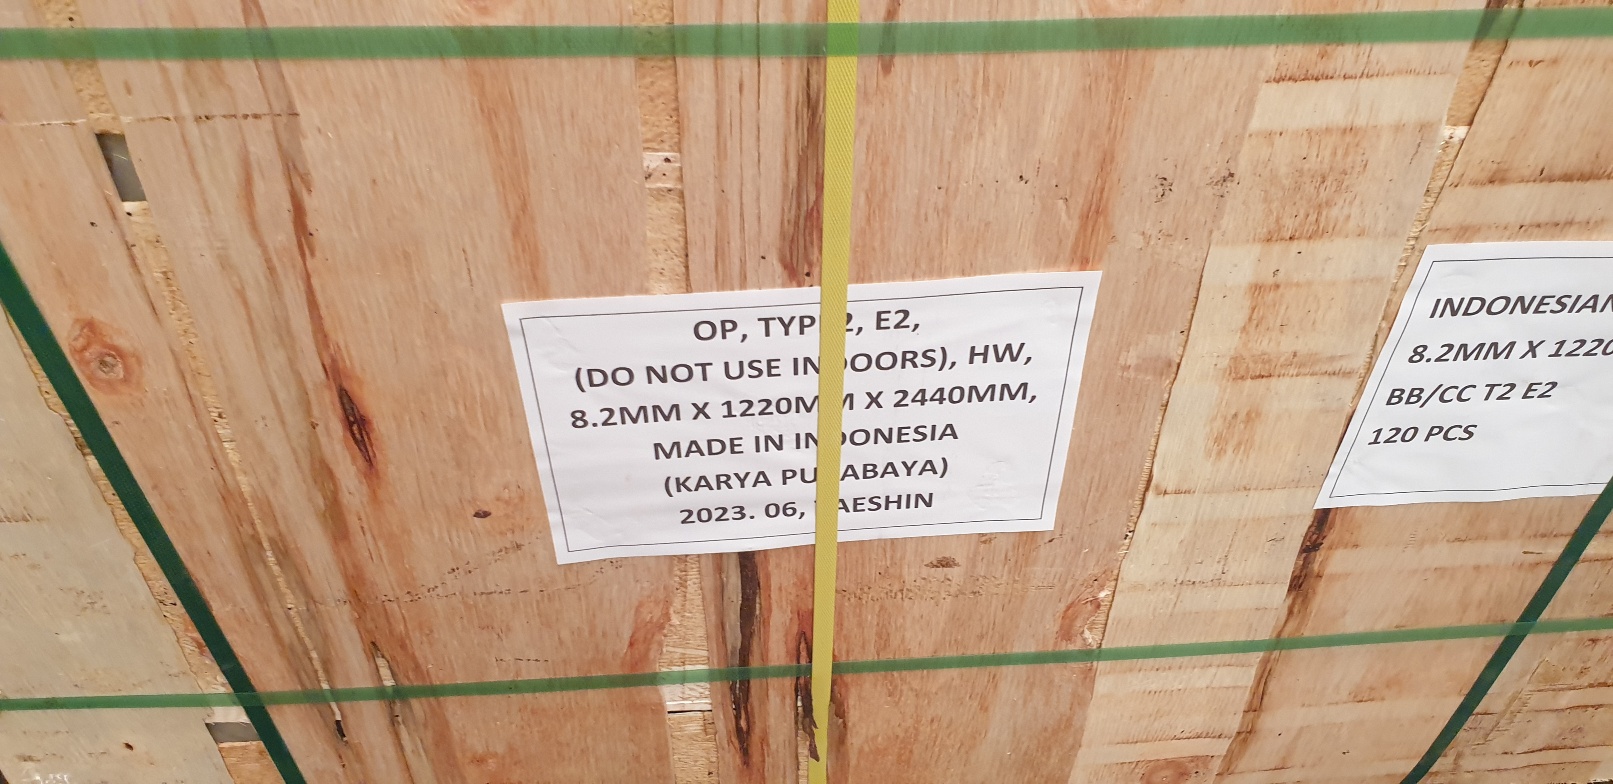 OP, TYP 2, E2,
(DO NOT USE IN OORS), HW,
8.2MM X 1220M M X 2440MM,
MADE IN IN ONESIA
(KARYA PU ABAYA)
2023. 06, AESHIN
INDONESIAN
8.2MM X 1220
BB/CC T2 E2
120 PCS